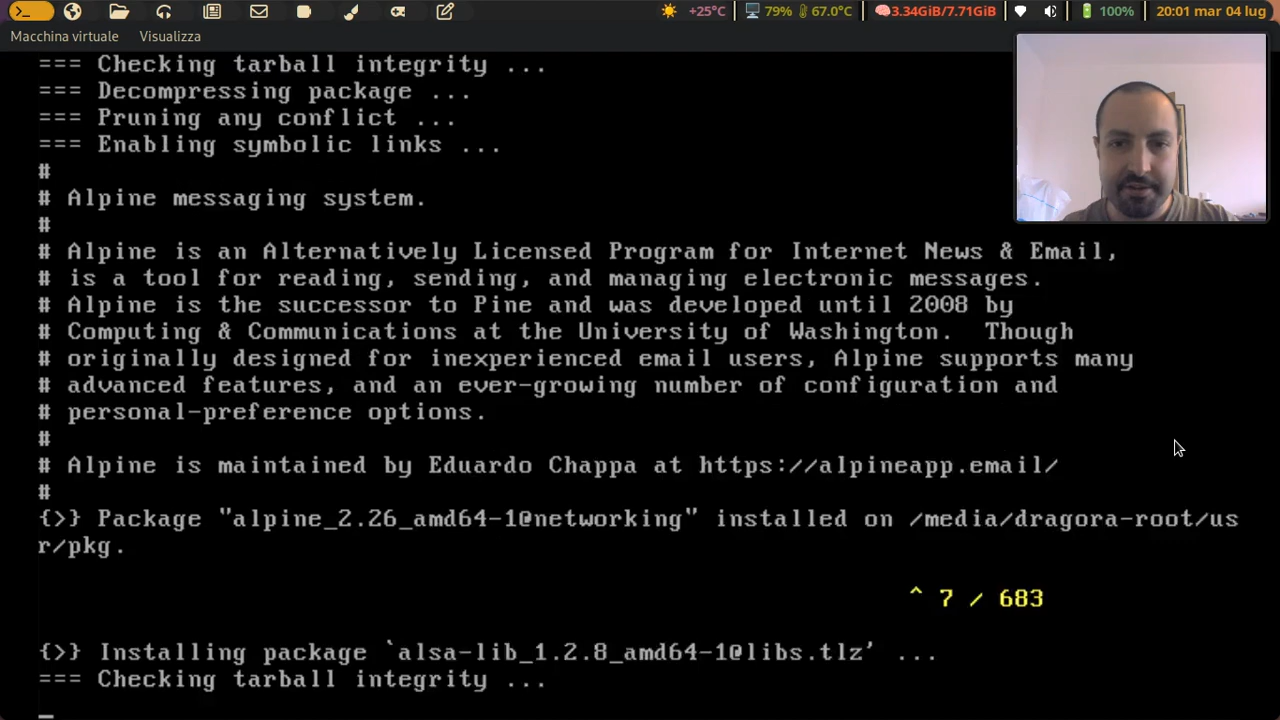 +25°C 79% 67.0°C 3.34GiB/7.71GiB 100% 20:01 mar 04 lug
Macchina virtuale Visualizza
=== Checking tarball integrity ...
=== Decompressing package ...
=== Pruning any conflict ...
=== Enabling symbolic links ...
#
# Alpine messaging system.
#
# Alpine is an Alternatively Licensed Program for Internet News & Email,
# is a tool for reading, sending, and managing electronic messages.
# Alpine is the successor to Pine and was developed until 2008 by
# Computing & Communications at the University of Washington.  Though
# originally designed for inexperienced email users, Alpine supports many
# advanced features, and an ever-growing number of configuration and
# personal-preference options.
#
# Alpine is maintained by Eduardo Chappa at https://alpineapp.email/
#
{>} Package "alpine_2.26_amd64-1@networking" installed on /media/dragora-root/us
r/pkg.
^ 7 / 683
{>} Installing package `alsa-lib_1.2.8_amd64-1@libs.tlz’ ...
=== Checking tarball integrity ...